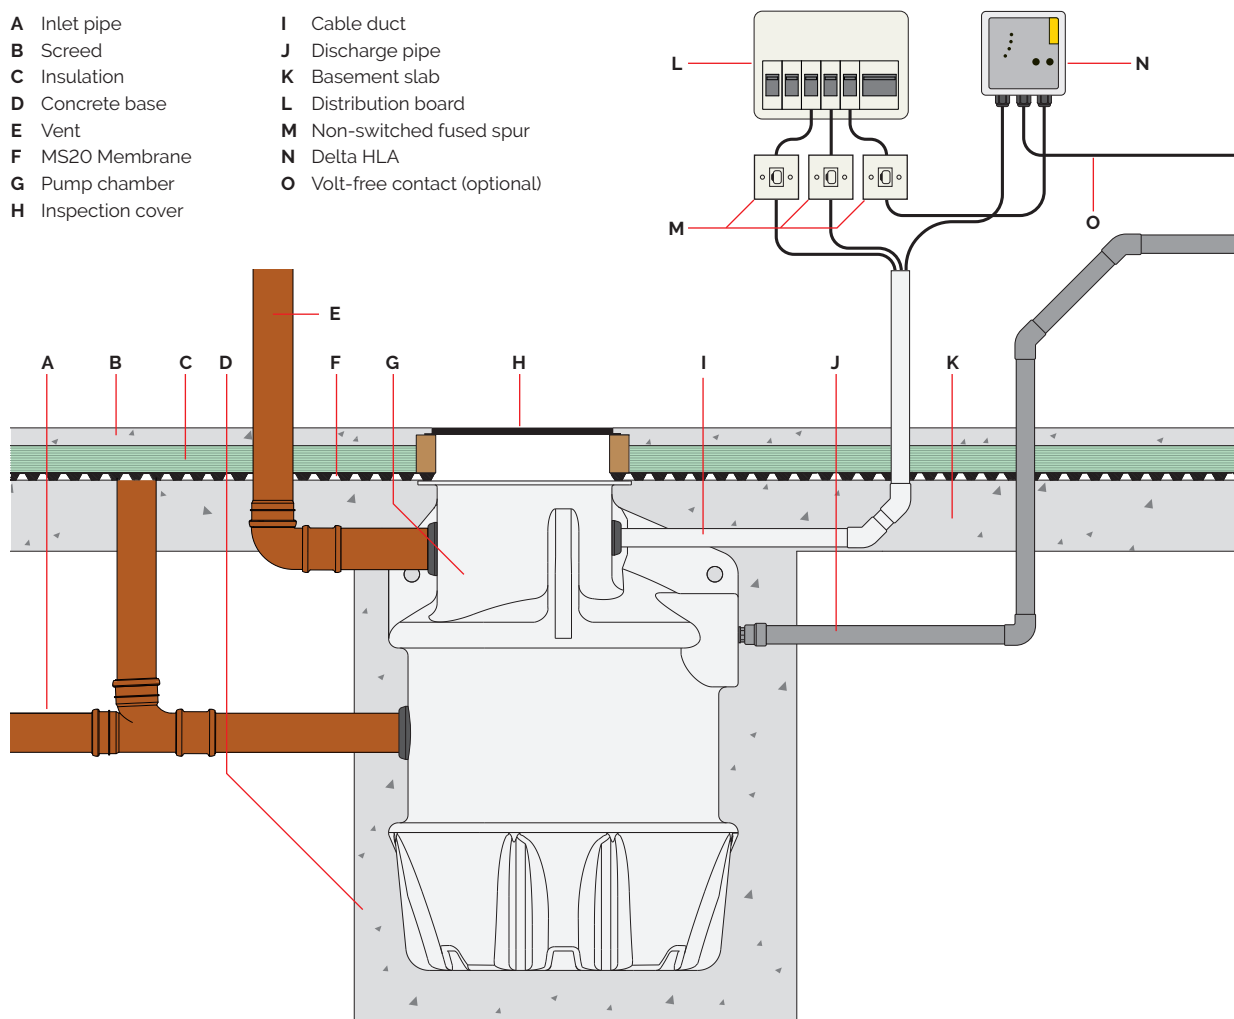 A Inlet pipe
B Screed
C Insulation
D Concrete base
E Vent
F MS20 Membrane
G Pump chamber
H Inspection cover
I Cable duct
J Discharge pipe
K Basement slab
L Distribution board
M Non-switched fused spur
N Delta HLA
O Volt-free contact (optional)
L
N
M
O
E
A
B
C
D
F
G
H
I
J
K